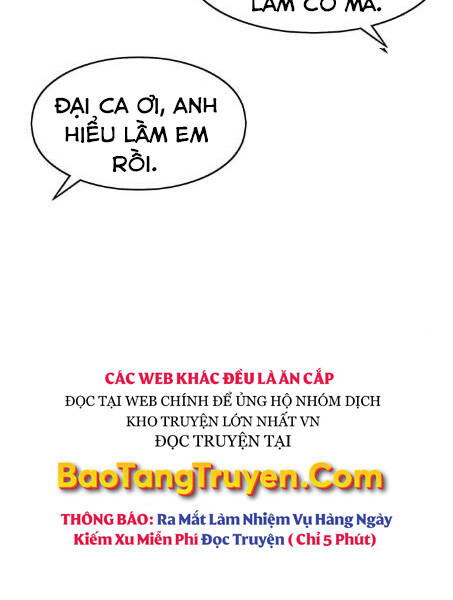 LÀM CÓ MÀ.
ĐẠI CA ƠI, ANH
HIỂU LẦM EM
RỒI.
CÁC WEB KHÁC ĐỀU LÀ ĂN CẮP
ĐỌC TẠI WEB CHÍNH ĐỂ ỦNG HỘ NHÓM DỊCH
KHO TRUYỆN LỚN NHẤT VN
ĐỌC TRUYỆN TẠI
BaoTangTruyen.Com
THÔNG BÁO: Ra Mắt Làm Nhiệm Vụ Hàng Ngày
Kiếm Xu Miễn Phí Đọc Truyện ( Chỉ 5 Phút)